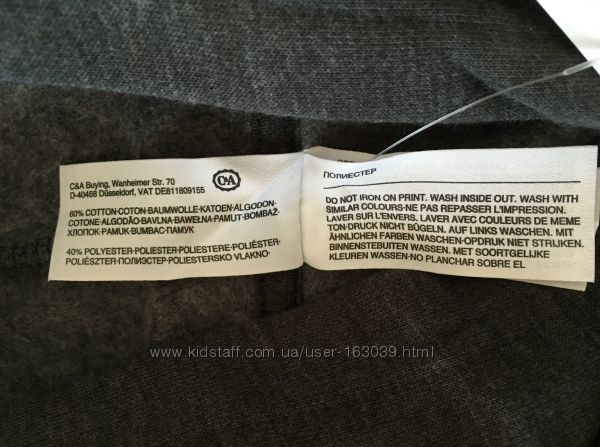 C&A Buying, Wanheimer Str. 70
D-40468 Düsseldorf, VAT DE811809155
C&A
60% COTTON·COTON·BAUMWOLLE·KATOEN·ALGODON·
COTONE·ALGODÃO·BAVLNA·BAWEŁNA·PAMUT·BOMBAŽ·
ХЛОПОК·PAMUK·BUMBAC·ПАМУК
40% POLYESTER·POLIESTER·POLIESTERE·POLIÉSTER·
POLIÉSZTER·ПОЛИЭСТЕР·POLIESTERSKO VLAKNO·
ПОЛИЕСТЕР
DO NOT IRON ON PRINT. WASH INSIDE OUT. WASH WITH
SIMILAR COLOURS·NE PAS REPASSER L'IMPRESSION.
LAVER SUR L'ENVERS. LAVER AVEC COULEURS DE MEME
TON·DRUCK NICHT BÜGELN. AUF LINKS WASCHEN. MIT
ÄHNLICHEN FARBEN WASCHEN·OPDRUK NIET STRIJKEN.
BINNENSTEBUITEN WASSEN. MET SOORTGELIJKE
KLEUREN WASSEN·NO PLANCHAR SOBRE EL
www.kidstaff.com.ua/user-163039.html